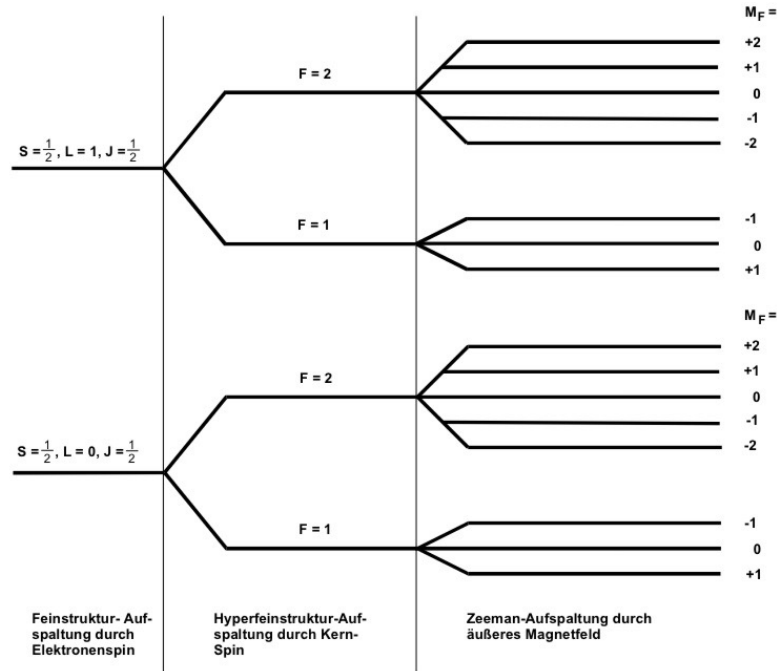 M F =
+2
+1
F = 2
0
-1
-2
S = 1/2, L = 1, J = 1/2
-1
F = 1
0
+1
M F =
+2
+1
F = 2
0
-1
-2
S = 1/2, L = 0, J = 1/2
-1
F = 1
0
+1
Feinstruktur- Auf-
spaltung durch
Elektronenspin
Hyperfeinstruktur-Auf-
spaltung durch Kern-
Spin
Zeeman-Aufspaltung durch
äußeres Magnetfeld